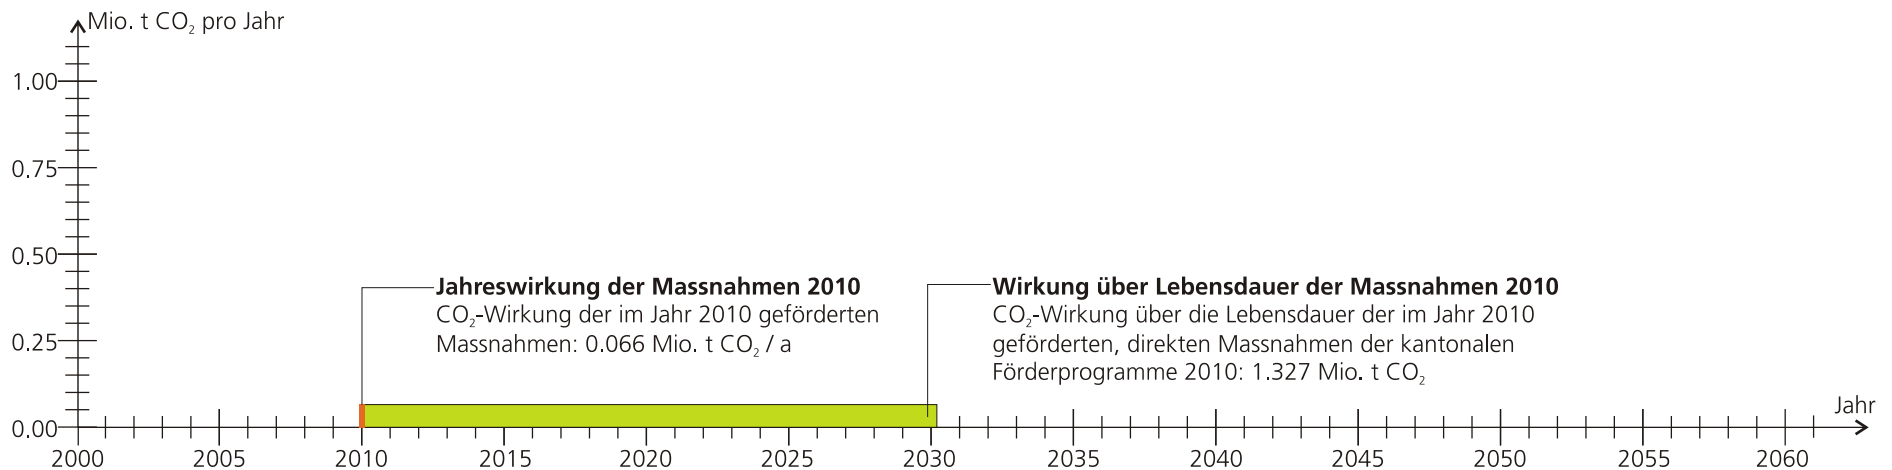 Mio. t CO₂ pro Jahr
1.00
0.75
0.50
0.25
0.00
Jahreswirkung der Massnahmen 2010
CO₂-Wirkung der im Jahr 2010 geförderten
Massnahmen: 0.066 Mio. t CO₂ / a
Wirkung über Lebensdauer der Massnahmen 2010
CO₂-Wirkung über die Lebensdauer der im Jahr 2010
geförderten, direkten Massnahmen der kantonalen
Förderprogramme 2010: 1.327 Mio. t CO₂
Jahr
2000 2005 2010 2015 2020 2025 2030 2035 2040 2045 2050 2055 2060